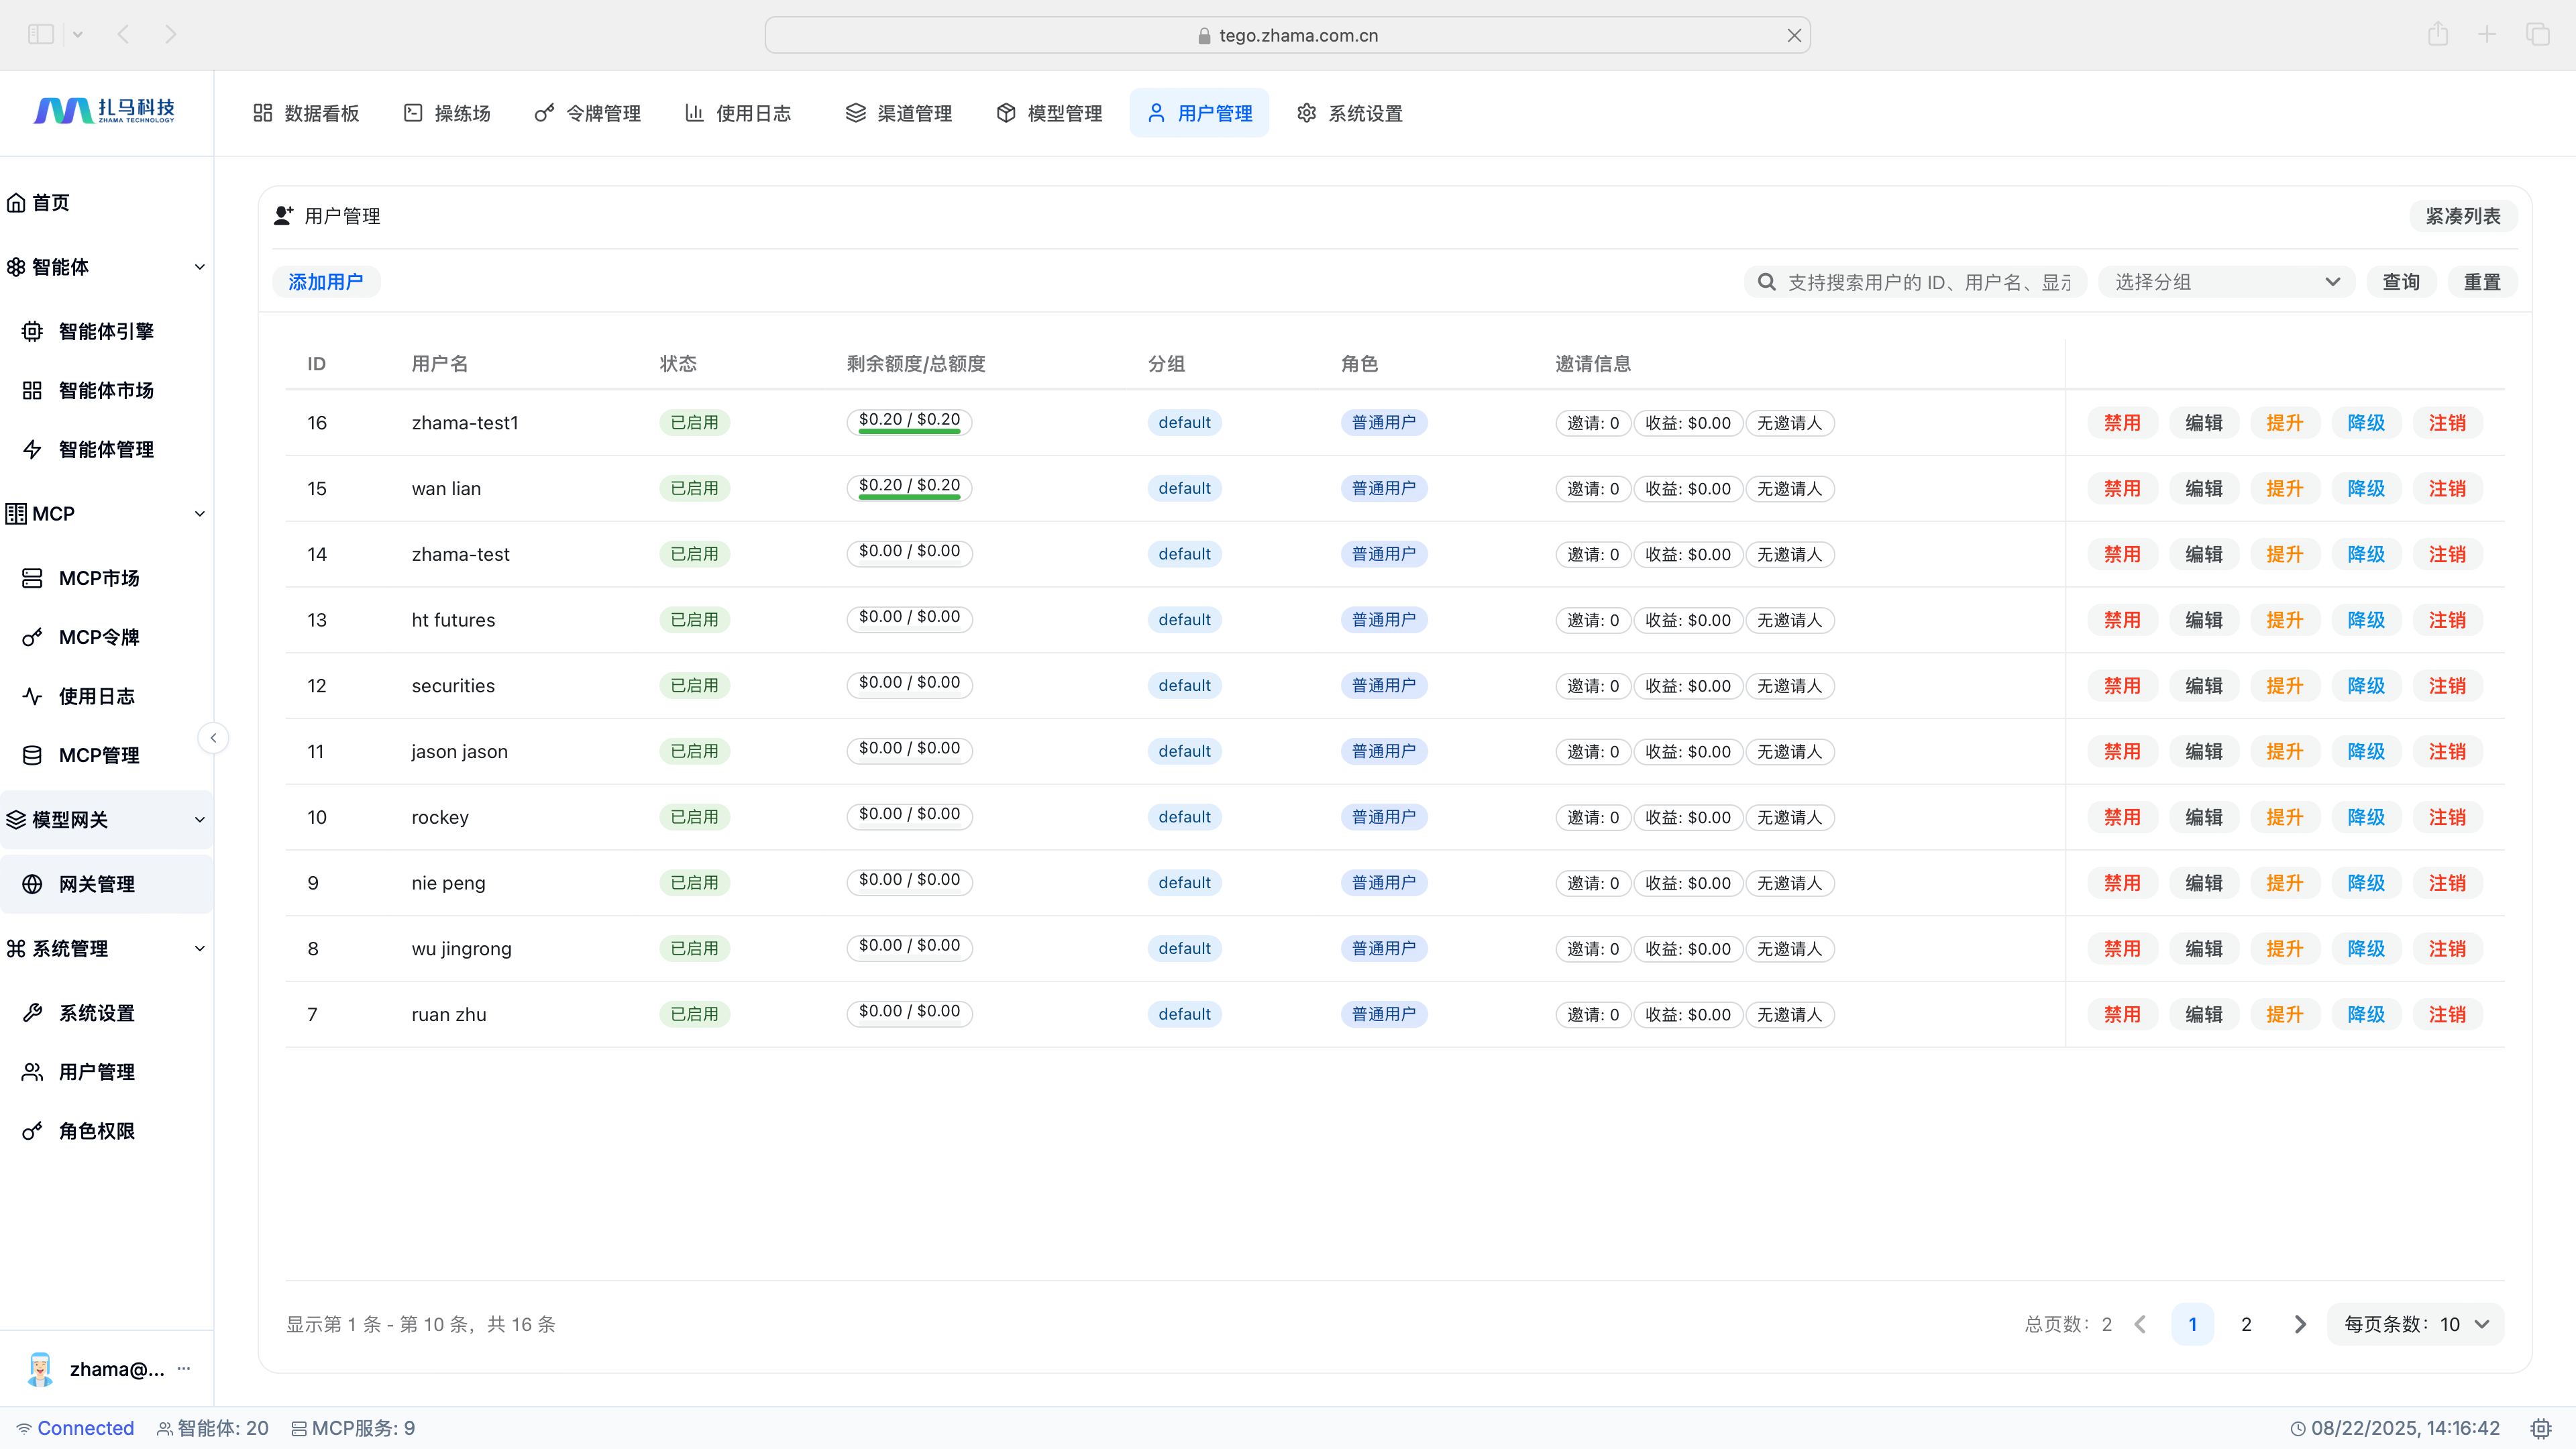 tego.zhama.com.cn
扎马科技
ZHAMA TECHNOLOGY
数据看板 操练场 令牌管理 使用日志 渠道管理 模型管理 用户管理 系统设置
首页
智能体
智能体引擎
智能体市场
智能体管理
MCP
MCP市场
MCP令牌
使用日志
MCP管理
模型网关
网关管理
系统管理
系统设置
用户管理
角色权限
zhama@... ...
用户管理 紧凑列表
添加用户 支持搜索用户的 ID、用户名、显示 选择分组 查询 重置
ID 用户名 状态 剩余额度/总额度 分组 角色 邀请信息
16 zhama-test1 已启用 $0.20 / $0.20 default 普通用户 邀请: 0 收益: $0.00 无邀请人 禁用 编辑 提升 降级 注销
15 wan lian 已启用 $0.20 / $0.20 default 普通用户 邀请: 0 收益: $0.00 无邀请人 禁用 编辑 提升 降级 注销
14 zhama-test 已启用 $0.00 / $0.00 default 普通用户 邀请: 0 收益: $0.00 无邀请人 禁用 编辑 提升 降级 注销
13 ht futures 已启用 $0.00 / $0.00 default 普通用户 邀请: 0 收益: $0.00 无邀请人 禁用 编辑 提升 降级 注销
12 securities 已启用 $0.00 / $0.00 default 普通用户 邀请: 0 收益: $0.00 无邀请人 禁用 编辑 提升 降级 注销
11 jason jason 已启用 $0.00 / $0.00 default 普通用户 邀请: 0 收益: $0.00 无邀请人 禁用 编辑 提升 降级 注销
10 rockey 已启用 $0.00 / $0.00 default 普通用户 邀请: 0 收益: $0.00 无邀请人 禁用 编辑 提升 降级 注销
9 nie peng 已启用 $0.00 / $0.00 default 普通用户 邀请: 0 收益: $0.00 无邀请人 禁用 编辑 提升 降级 注销
8 wu jingrong 已启用 $0.00 / $0.00 default 普通用户 邀请: 0 收益: $0.00 无邀请人 禁用 编辑 提升 降级 注销
7 ruan zhu 已启用 $0.00 / $0.00 default 普通用户 邀请: 0 收益: $0.00 无邀请人 禁用 编辑 提升 降级 注销
显示第 1 条 - 第 10 条，共 16 条 总页数：2 1 2 每页条数：10
Connected 智能体: 20 MCP服务: 9 08/22/2025, 14:16:42